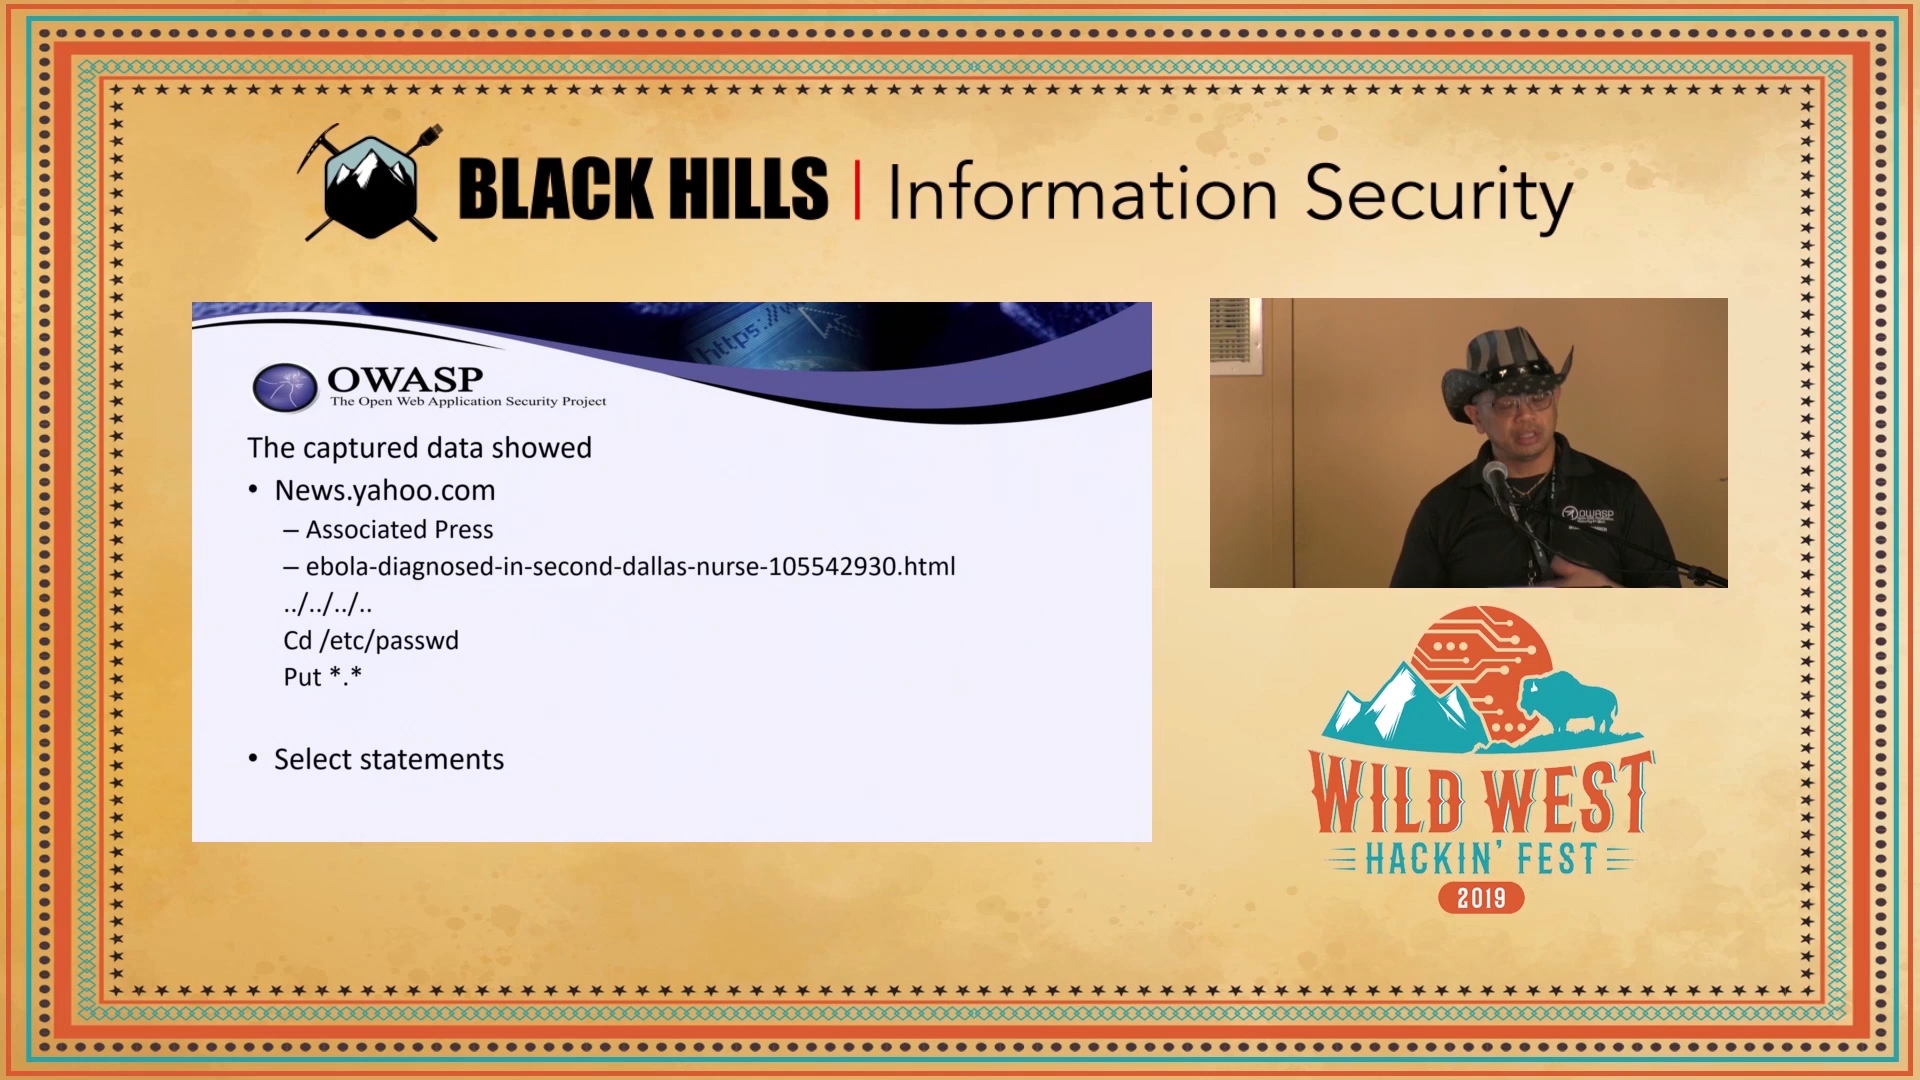 BLACK HILLS | Information Security
https://w
OWASP
The Open Web Application Security Project
The captured data showed
• News.yahoo.com
– Associated Press
– ebola-diagnosed-in-second-dallas-nurse-105542930.html
../../../..
Cd /etc/passwd
Put *.*
• Select statements
OWASP
WILD WEST
HACKIN' FEST
2019